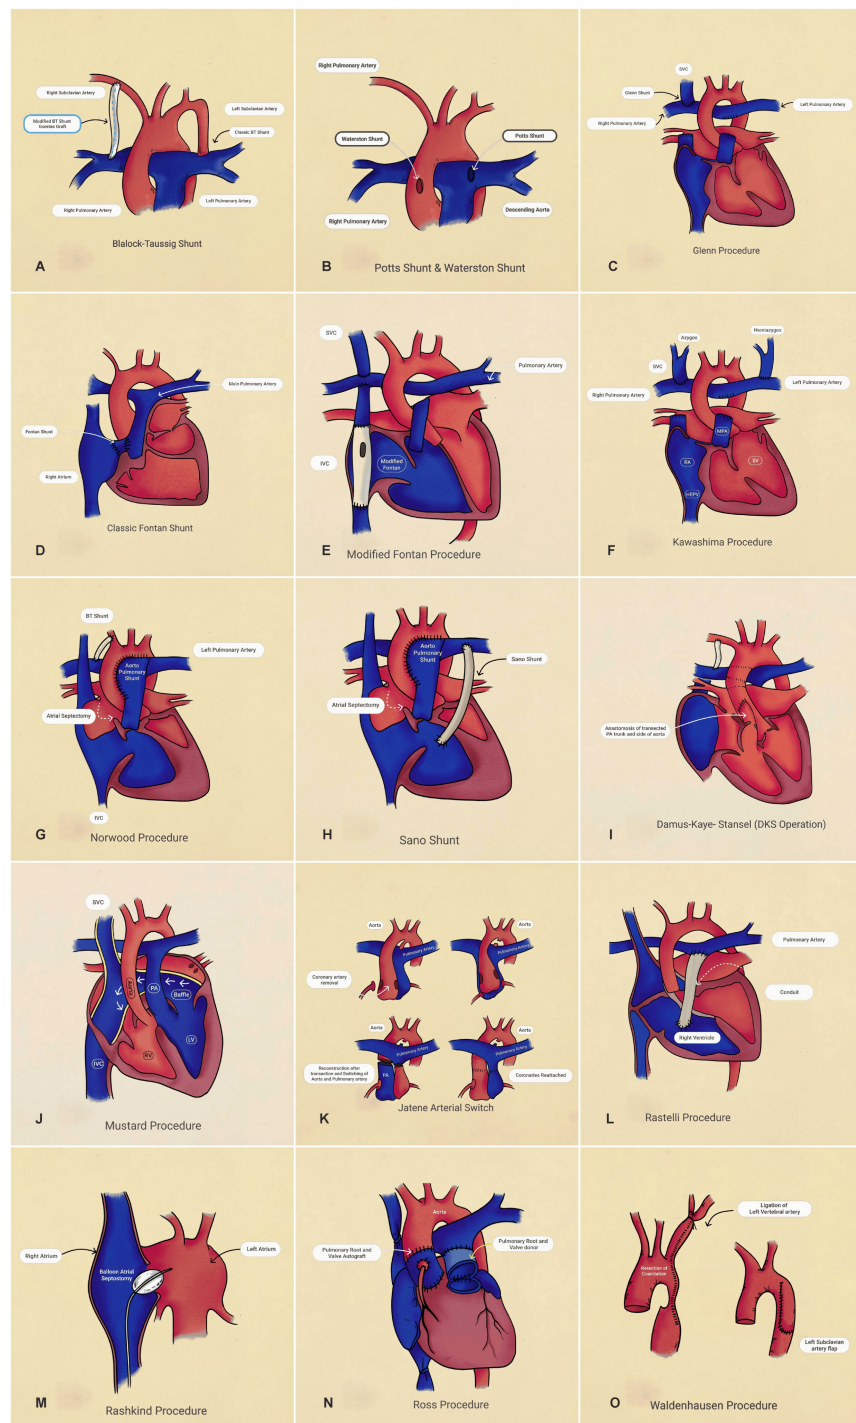 Right Subclavian Artery
Left Subclavian Artery
Modified BT Shunt
Goretex Graft
Classic BT Shunt
Right Pulmonary Artery
Left Pulmonary Artery
Blalock-Taussig Shunt
A
Right Pulmonary Artery
Waterston Shunt
Potts Shunt
Right Pulmonary Artery
Descending Aorta
Potts Shunt & Waterston Shunt
B
SVC
Glenn Shunt
Left Pulmonary Artery
Right Pulmonary Artery
Glenn Procedure
C
Main Pulmonary Artery
Fontan Shunt
Right Atrium
Classic Fontan Shunt
D
SVC
Pulmonary Artery
IVC
Modified
Fontan
Modified Fontan Procedure
E
Hemiazygos
Azygos
SVC
Left Pulmonary Artery
Right Pulmonary Artery
MPA
RA
SV
Kawashima Procedure
F
BT Shunt
Left Pulmonary Artery
Aorto
Pulmonary
Shunt
Atrial Septectomy
IVC
Norwood Procedure
G
Aorto
Pulmonary
Shunt
Sano Shunt
Atrial Septectomy
Sano Shunt
H
Anastomosis of transected
PA trunk and side of aorta
Damus-Kaye- Stansel (DKS Operation)
I
SVC
Aorta
PA
Baffle
LV
RV
IVC
Mustard Procedure
J
Aorta
Aorta
Pulmonary Artery
Pulmonary Artery
Coronary artery
removal
Aorta
Aorta
Pulmonary Artery
Pulmonary Artery
Reconstruction after
transection and Switching of
Aorta and Pulmonary artery
PA
Coronaries Reattached
Jatene Arterial Switch
K
Pulmonary Artery
Conduit
Right Ventricle
Rastelli Procedure
L
Right Atrium
Left Atrium
Balloon Atrial
Septostomy
Rashkind Procedure
M
Aorta
Pulmonary Root and
Valve Autograft
Pulmonary Root and
Valve donor
Ross Procedure
N
Ligation of
Left Vertebral artery
Resection of
Coarctation
Left Subclavian
artery flap
Waldenhausen Procedure
O